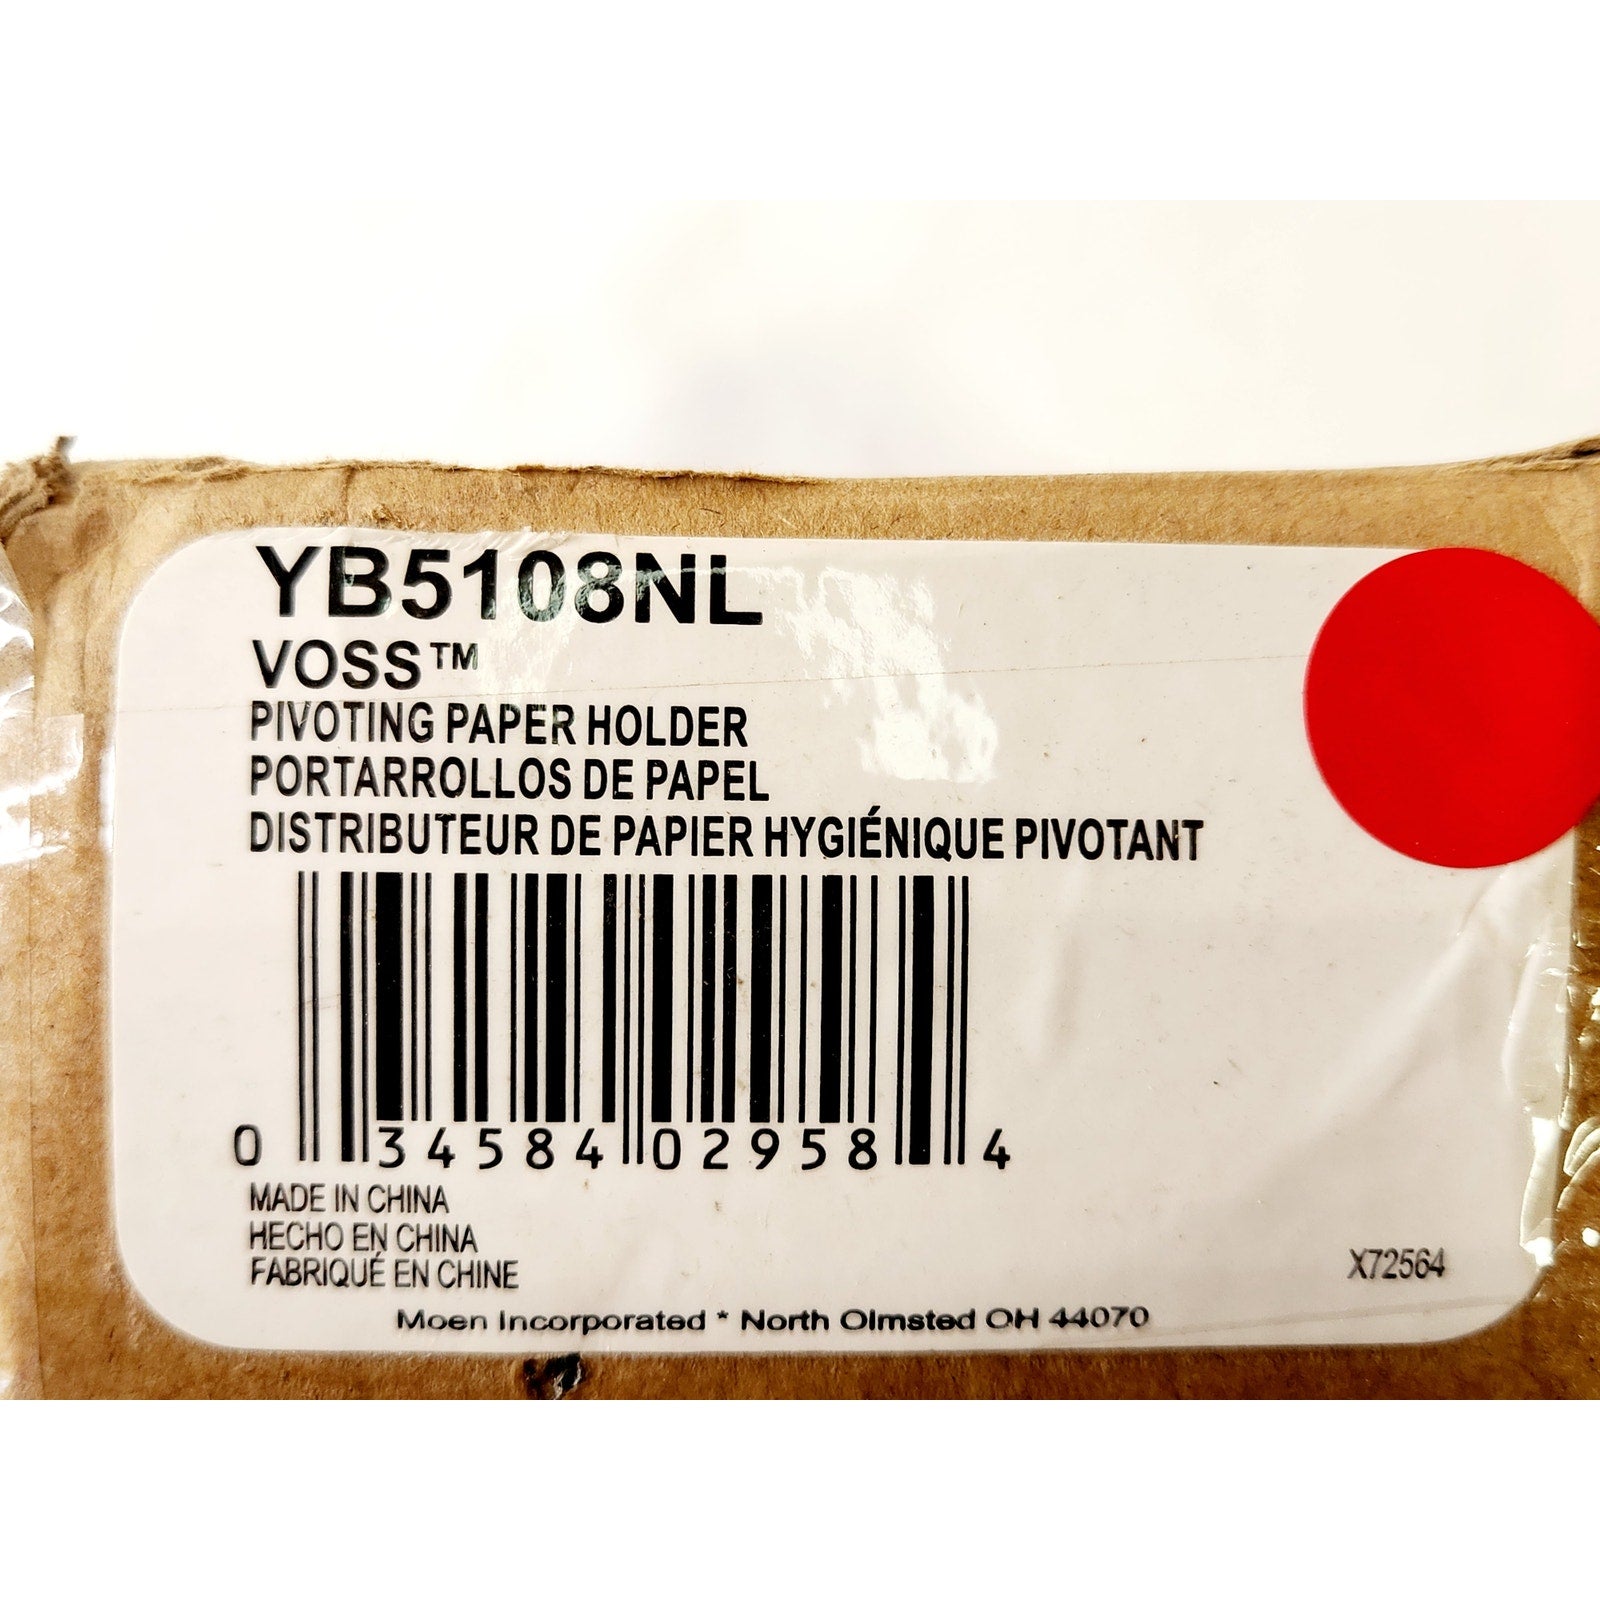 YB5108NL
VOSS™
PIVOTING PAPER HOLDER
PORTARROLLOS DE PAPEL
DISTRIBUTEUR DE PAPIER HYGIÉNIQUE PIVOTANT
0 34584 02958 4
MADE IN CHINA
HECHO EN CHINA
FABRIQUÉ EN CHINE
X72564
Moen Incorporated * North Olmsted OH 44070